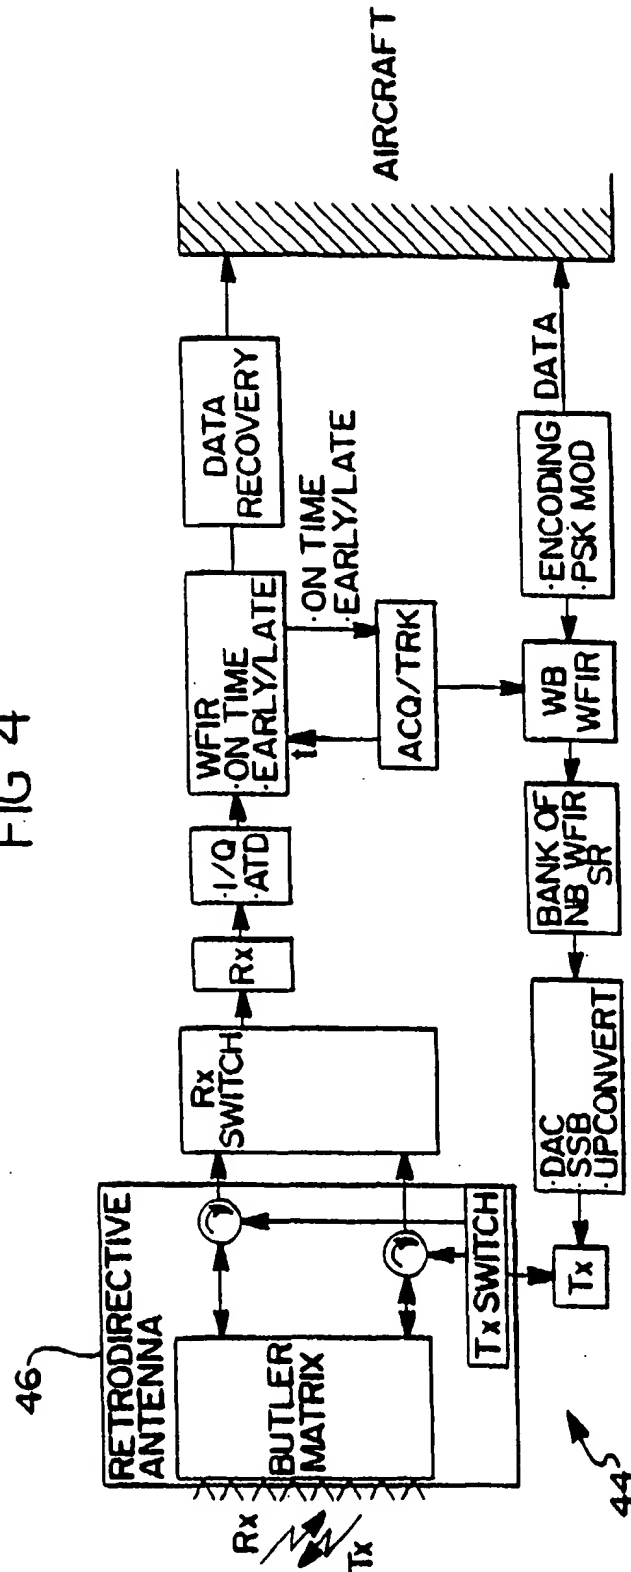 FIG 4
46
RETRODIRECTIVE
ANTENNA
BUTLER
MATRIX
Rx
Tx
Tx SWITCH
Rx
SWITCH
Rx
·I/Q
·ATD
WFIR
·ON TIME
·EARLY/LATE
DATA
RECOVERY
·ON TIME
·EARLY/LATE
t
ACQ/TRK
AIRCRAFT
DATA
·ENCODING
·PSK MOD
WB
WFIR
BANK OF
NB WFIR
SR
·DAC
·SSB
·UPCONVERT
Tx
44